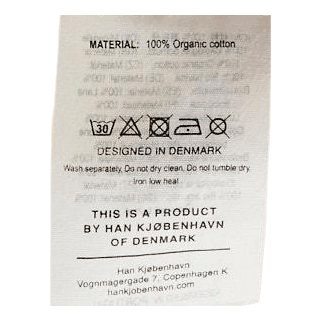 MATERIAL: 100% Organic cotton
30
DESIGNED IN DENMARK
Wash separately. Do not dry clean. Do not tumble dry.
Iron low heat
THIS IS A PRODUCT
BY HAN KJØBENHAVN
OF DENMARK
Han Kjøbenhavn
Vognmagergade 7, Copenhagen K
hankjobenhavn.com